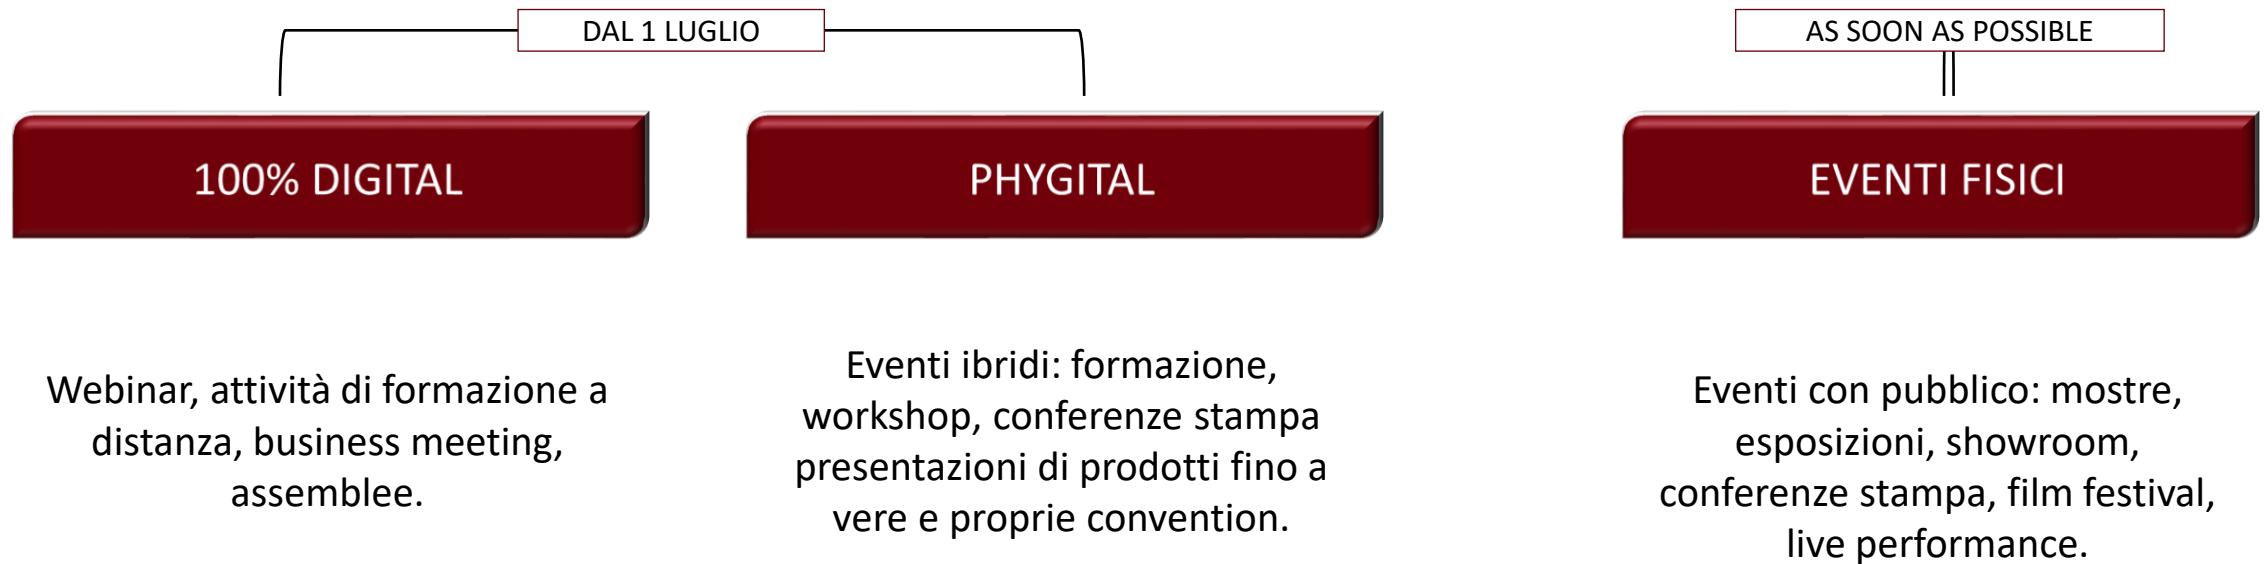 DAL 1 LUGLIO
AS SOON AS POSSIBLE
100% DIGITAL
PHYGITAL
EVENTI FISICI
Webinar, attività di formazione a
distanza, business meeting,
assemblee.
Eventi ibridi: formazione,
workshop, conferenze stampa
presentazioni di prodotti fino a
vere e proprie convention.
Eventi con pubblico: mostre,
esposizioni, showroom,
conferenze stampa, film festival,
live performance.